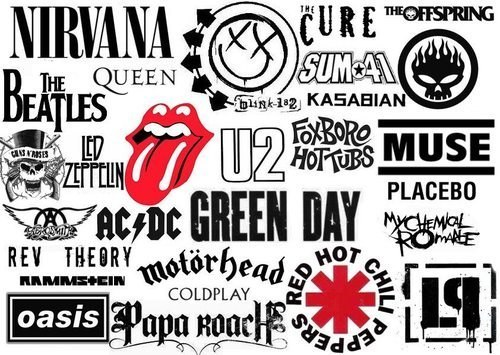 NIRVANA
THE
CURE
THE OFFSPRING
QUEEN
blink-182
SUM 41
KASABIAN
THE
BEATLES
GUNS N' ROSES
LED
ZEPPELIN
U2
FOXBORO
HOT TUBS
MUSE
PLACEBO
AEROSMITH
AC DC
GREEN DAY
MY CHEMICAL
ROMANCE
REV THEORY
RAMMSTEIN
motörhead
COLDPLAY
RED HOT CHILI PEPPERS
LP
oasis
PAPA ROACH